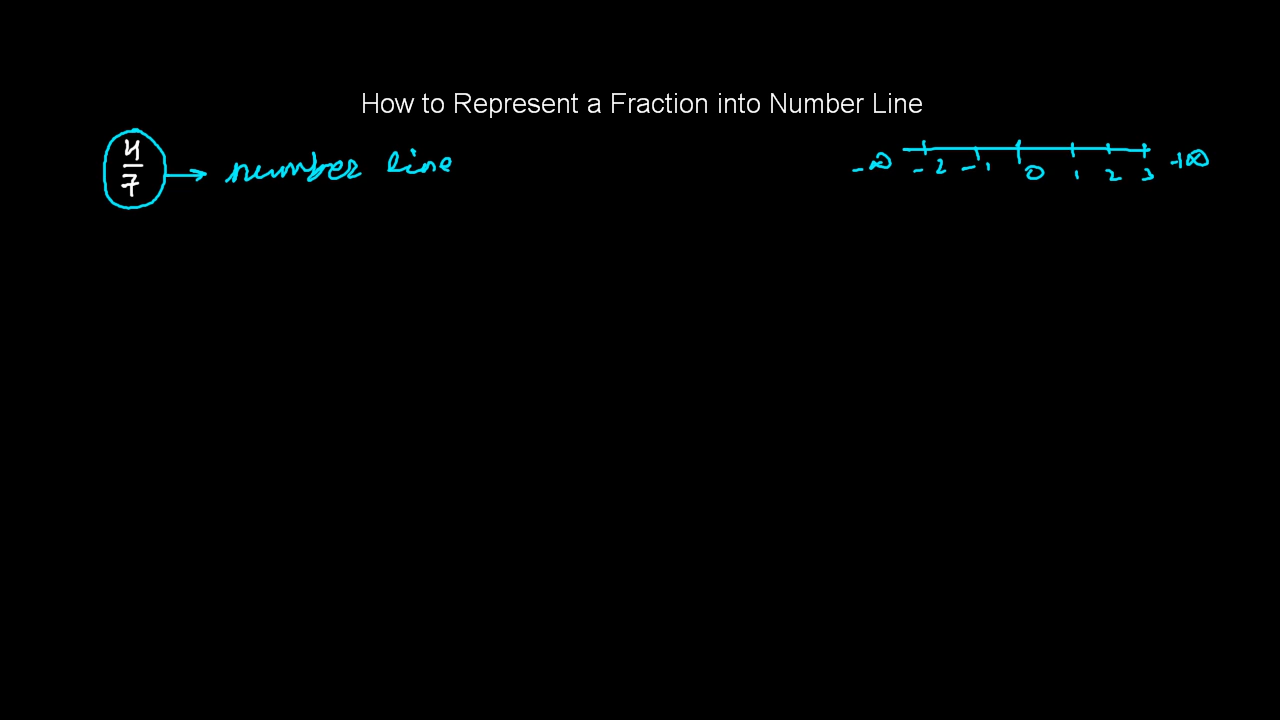 How to Represent a Fraction into Number Line
4/7 → number line
-∞ -2 -1 0 1 2 3 +∞